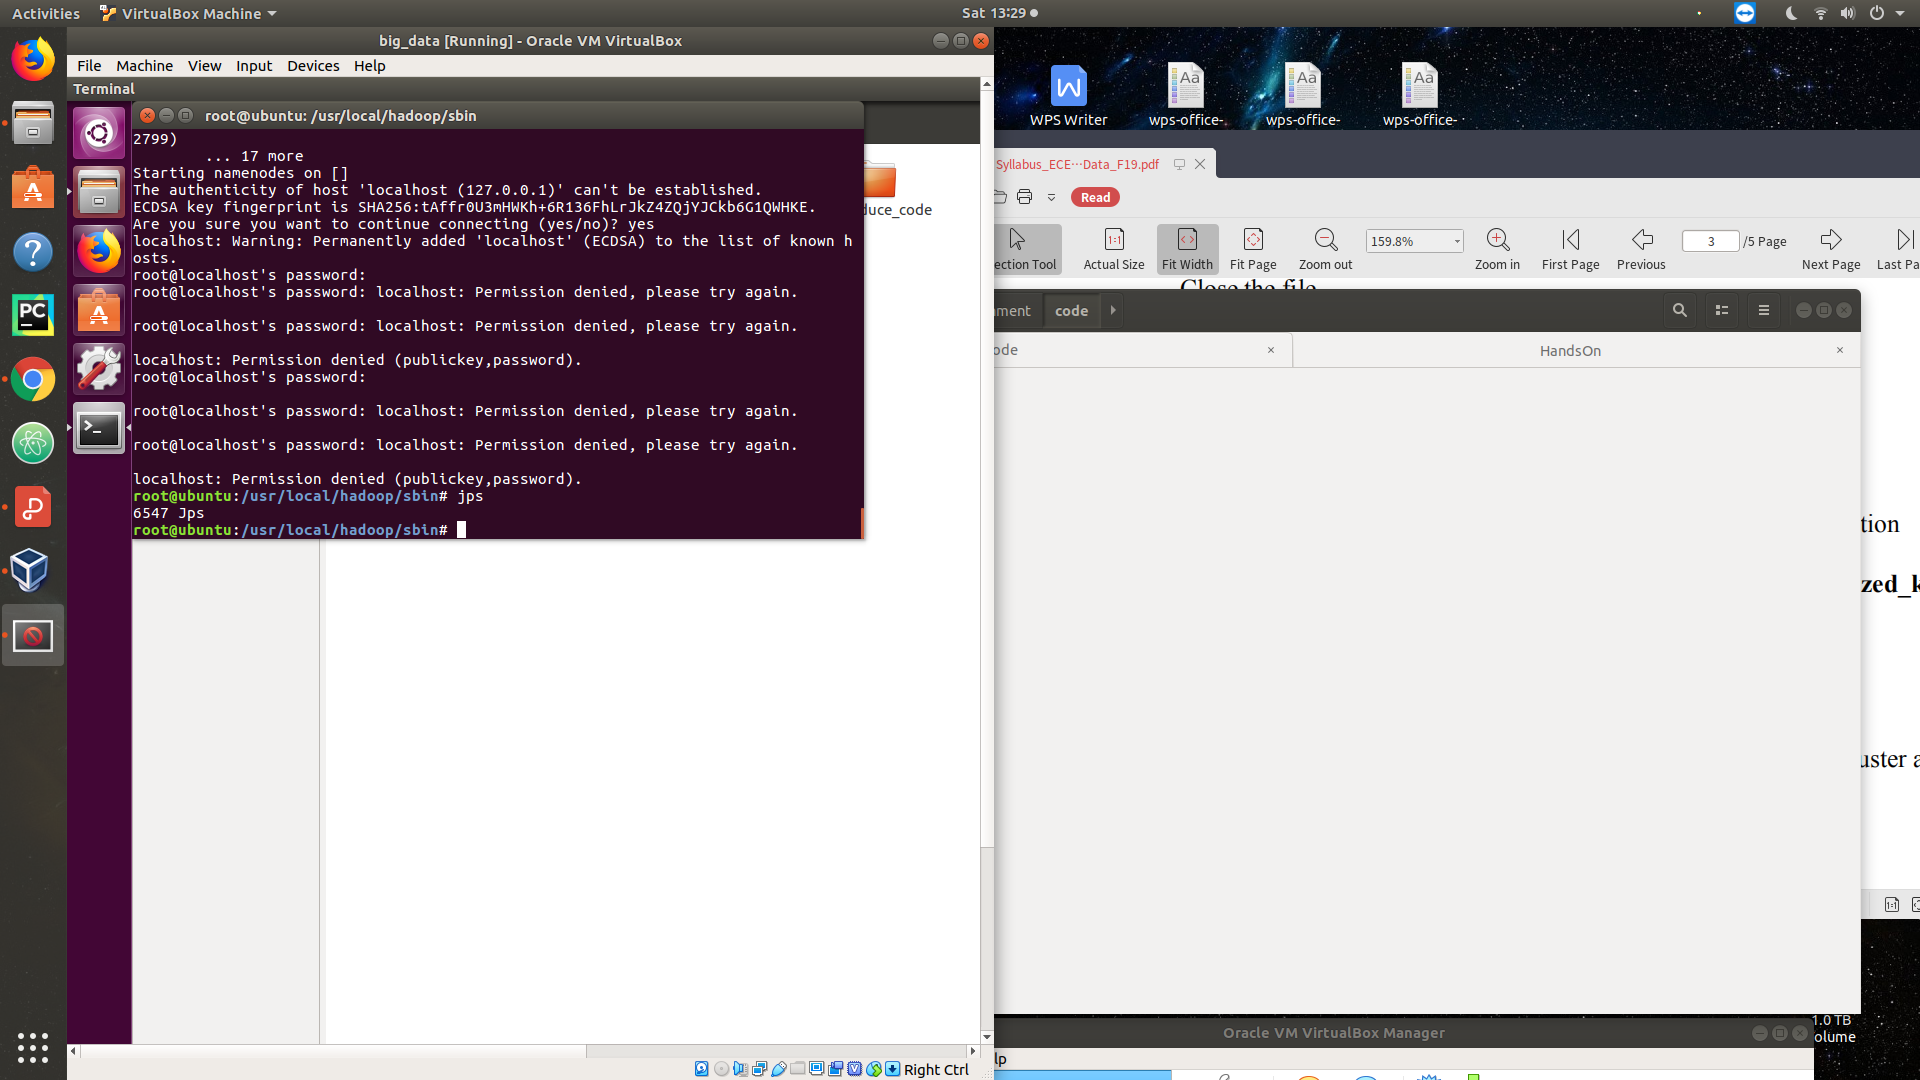 Activities
VirtualBox Machine
Sat 13:29
big_data [Running] - Oracle VM VirtualBox
File Machine View Input Devices Help
Terminal
root@ubuntu: /usr/local/hadoop/sbin
2799)
... 17 more
Starting namenodes on []
The authenticity of host 'localhost (127.0.0.1)' can't be established.
ECDSA key fingerprint is SHA256:tAffr0U3mHWKh+6R136FhLrJkZ4ZQjYJCkb6G1QWHKE.
Are you sure you want to continue connecting (yes/no)? yes
localhost: Warning: Permanently added 'localhost' (ECDSA) to the list of known h
osts.
root@localhost's password:
root@localhost's password: localhost: Permission denied, please try again.
root@localhost's password: localhost: Permission denied, please try again.
localhost: Permission denied (publickey,password).
root@localhost's password:
root@localhost's password: localhost: Permission denied, please try again.
root@localhost's password: localhost: Permission denied, please try again.
localhost: Permission denied (publickey,password).
root@ubuntu:/usr/local/hadoop/sbin# jps
6547 Jps
root@ubuntu:/usr/local/hadoop/sbin#
duce_code
Right Ctrl
WPS Writer
wps-office-
wps-office-
wps-office-
Syllabus_ECE···Data_F19.pdf
Read
ection Tool
Actual Size
Fit Width
Fit Page
Zoom out
159.8%
Zoom in
First Page
Previous
3 /5 Page
Next Page
Last Pa
Close the file
nment
code
ode
HandsOn
tion
zed_k
uster a
1.0 TB
olume
Oracle VM VirtualBox Manager
lp